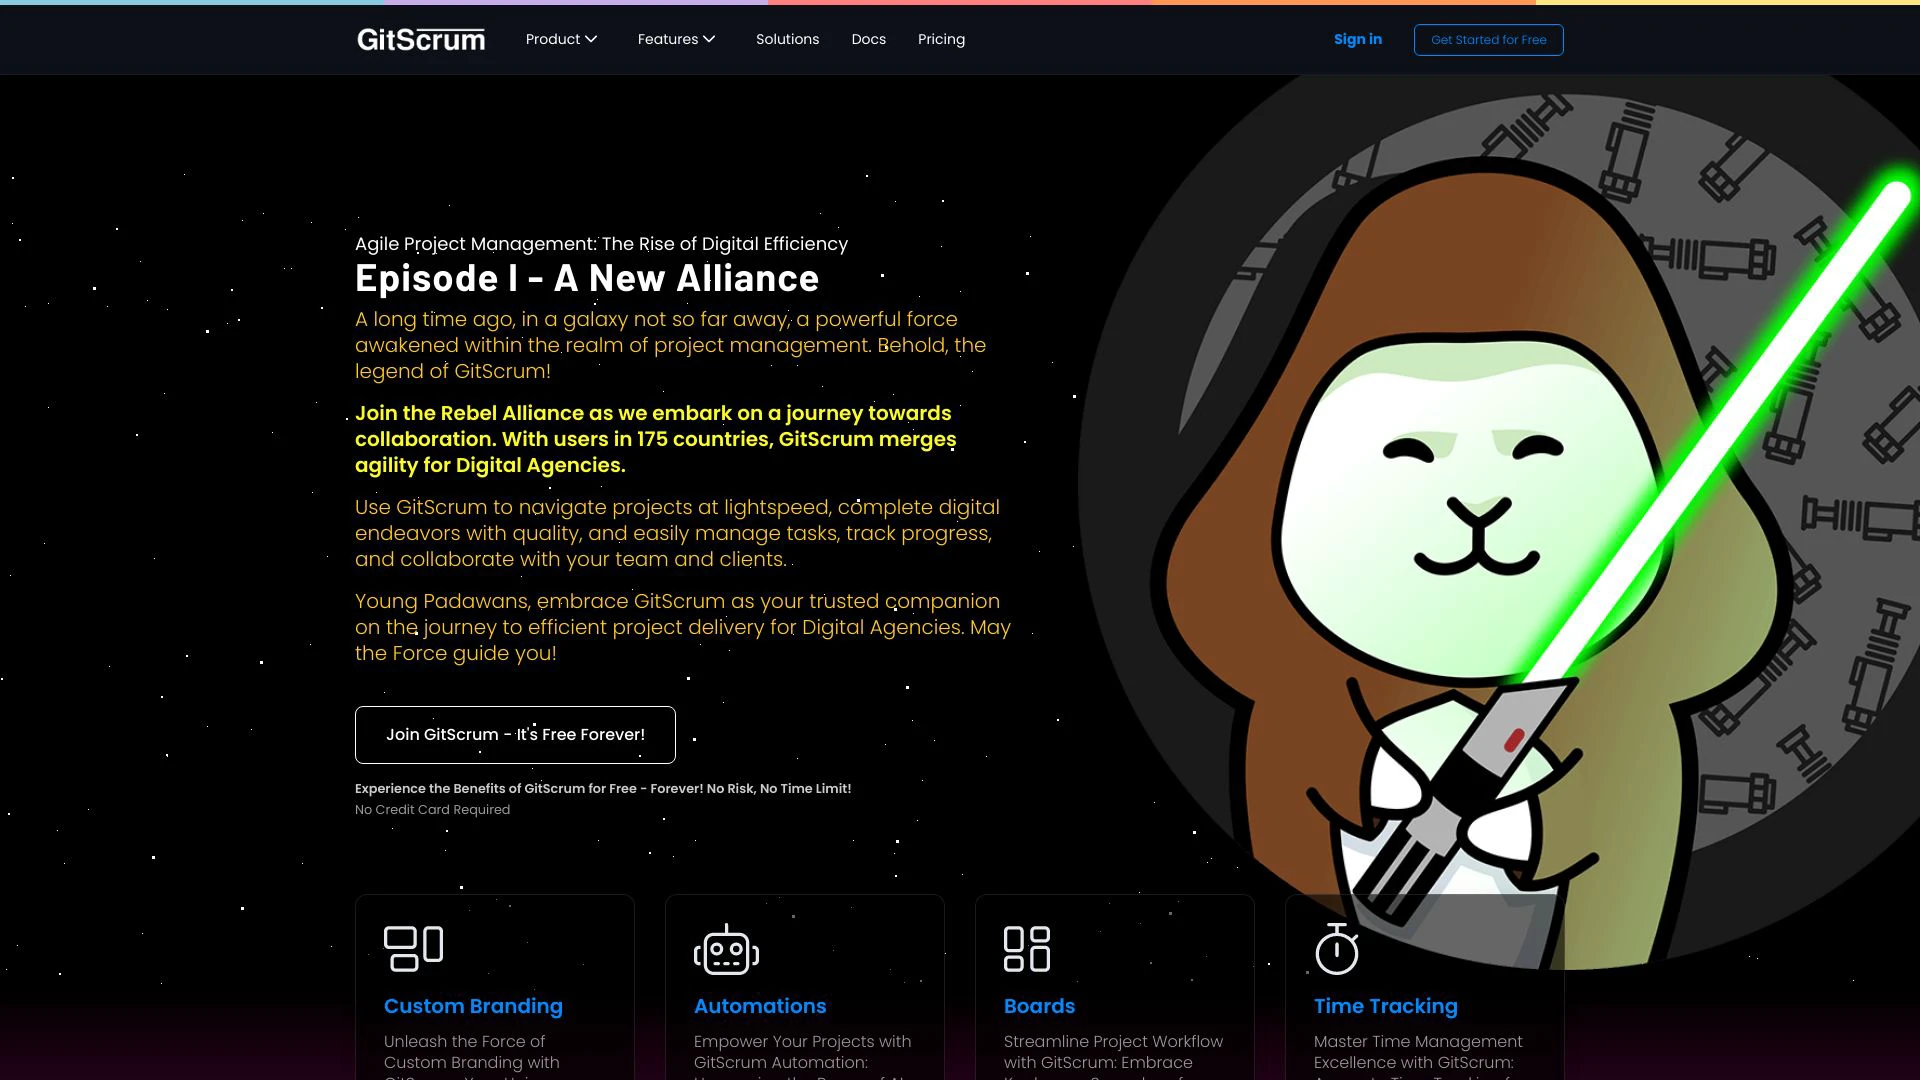 GitScrum
Product
Features
Solutions
Docs
Pricing
Sign in
Get Started for Free
Agile Project Management: The Rise of Digital Efficiency
Episode I - A New Alliance
A long time ago, in a galaxy not so far away, a powerful force
awakened within the realm of project management. Behold, the
legend of GitScrum!
Join the Rebel Alliance as we embark on a journey towards
collaboration. With users in 175 countries, GitScrum merges
agility for Digital Agencies.
Use GitScrum to navigate projects at lightspeed, complete digital
endeavors with quality, and easily manage tasks, track progress,
and collaborate with your team and clients.
Young Padawans, embrace GitScrum as your trusted companion
on the journey to efficient project delivery for Digital Agencies. May
the Force guide you!
Join GitScrum - It's Free Forever!
Experience the Benefits of GitScrum for Free - Forever! No Risk, No Time Limit!
No Credit Card Required
Custom Branding
Unleash the Force of
Custom Branding with
Automations
Empower Your Projects with
GitScrum Automation:
Boards
Streamline Project Workflow
with GitScrum: Embrace
Time Tracking
Master Time Management
Excellence with GitScrum: